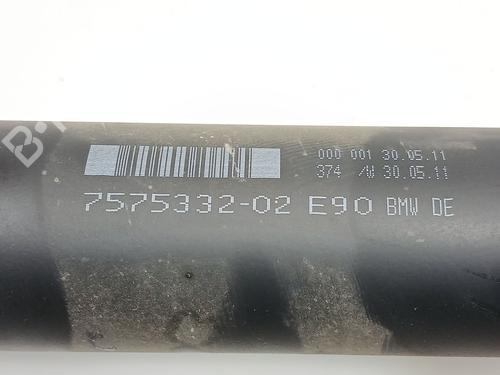 000 001 30.05.11
374 /W 30.05.11
7575332-02 E90 BMW DE